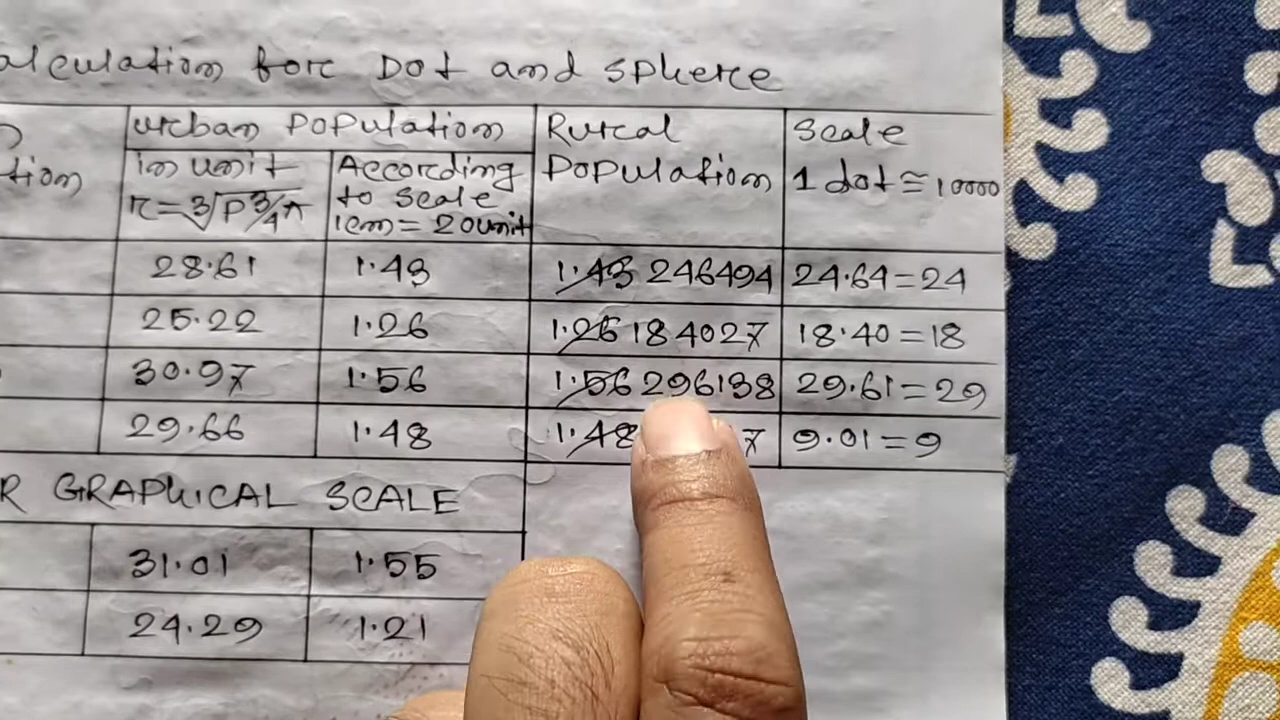 alculation fore Dot and sphere
urban population
Rural population
Scale 1 dot ≅ 10000
tion
in unit r=3√P3/4π
According to scale 1cm = 20unit
28.61 1.43 1.43 246494 24.64=24
25.22 1.26 1.26 184027 18.40=18
30.97 1.56 1.56 296138 29.61=29
29.66 1.48 1.48 7 9.01=9
R GRAPHICAL SCALE
31.01 1.55
24.29 1.21